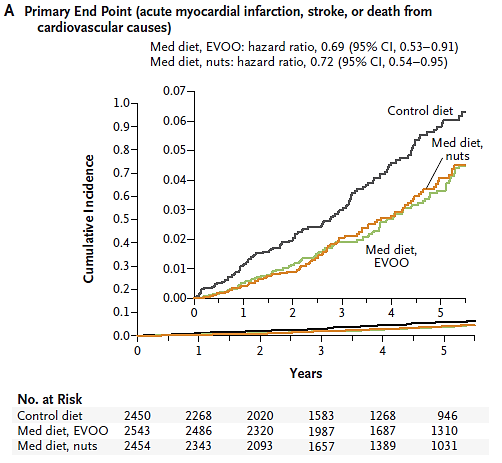 A Primary End Point (acute myocardial infarction, stroke, or death from
cardiovascular causes)
Med diet, EVOO: hazard ratio, 0.69 (95% CI, 0.53–0.91)
Med diet, nuts: hazard ratio, 0.72 (95% CI, 0.54–0.95)
Cumulative Incidence
1.0
0.9
0.8
0.7
0.6
0.5
0.4
0.3
0.2
0.1
0.0
0.07
0.06
0.05
0.04
0.03
0.02
0.01
0.00
Control diet
Med diet,
nuts
Med diet,
EVOO
0 1 2 3 4 5
0 1 2 3 4 5
Years
No. at Risk
Control diet 2450 2268 2020 1583 1268 946
Med diet, EVOO 2543 2486 2320 1987 1687 1310
Med diet, nuts 2454 2343 2093 1657 1389 1031